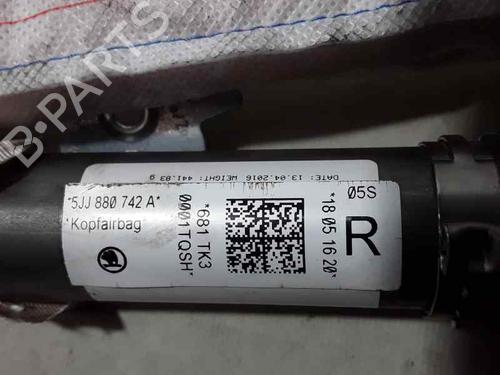 B-PARTS
DATE: 13.04.2016 WEIGHT: 441.83 g
*5JJ 880 742 A*
*Kopfairbag*
*681 TK3
0001TQSH*
05S
*18 05 16 20*
R